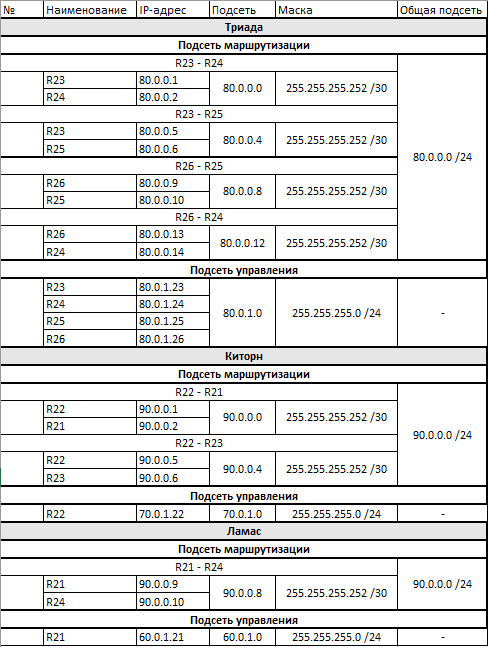 № Наименование IP-адрес Подсеть Маска Общая подсеть
Триада
Подсеть маршрутизации
R23 - R24
R23 80.0.0.1
R24 80.0.0.2
80.0.0.0 255.255.255.252 /30
R23 - R25
R23 80.0.0.5
R25 80.0.0.6
80.0.0.4 255.255.255.252 /30
80.0.0.0 /24
R26 - R25
R26 80.0.0.9
R25 80.0.0.10
80.0.0.8 255.255.255.252 /30
R26 - R24
R26 80.0.0.13
R24 80.0.0.14
80.0.0.12 255.255.255.252 /30
Подсеть управления
R23 80.0.1.23
R24 80.0.1.24
R25 80.0.1.25
R26 80.0.1.26
80.0.1.0 255.255.255.0 /24 -
Киторн
Подсеть маршрутизации
R22 - R21
R22 90.0.0.1
R21 90.0.0.2
90.0.0.0 255.255.255.252 /30
90.0.0.0 /24
R22 - R23
R22 90.0.0.5
R23 90.0.0.6
90.0.0.4 255.255.255.252 /30
Подсеть управления
R22 70.0.1.22 70.0.1.0 255.255.255.0 /24 -
Ламас
Подсеть маршрутизации
R21 - R24
R21 90.0.0.9
R24 90.0.0.10
90.0.0.8 255.255.255.252 /30
90.0.0.0 /24
Подсеть управления
R21 60.0.1.21 60.0.1.0 255.255.255.0 /24 -